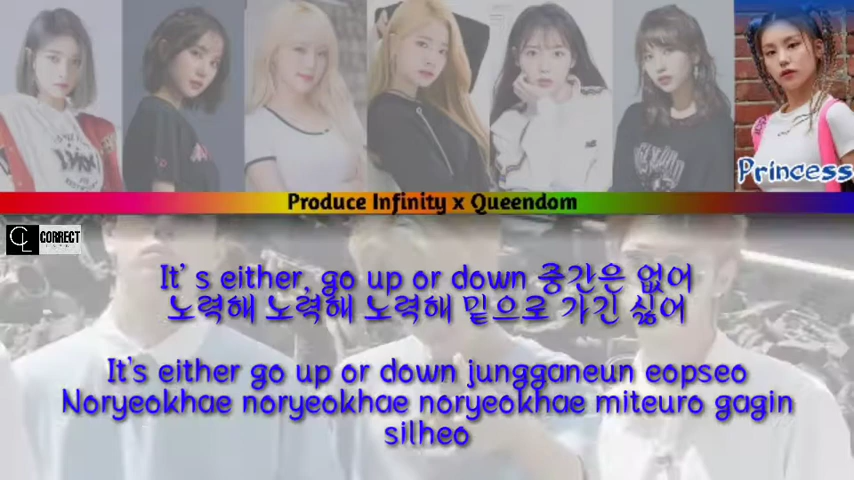 Princess
Produce Infinity x Queendom
CL CORRECT
It's either, go up or down 중간은 없어
노력해 노력해 노력해 밑으로 가긴 싫어
It's either go up or down jungganeun eopseo
Noryeokhae noryeokhae noryeokhae miteuro gagin
silheo